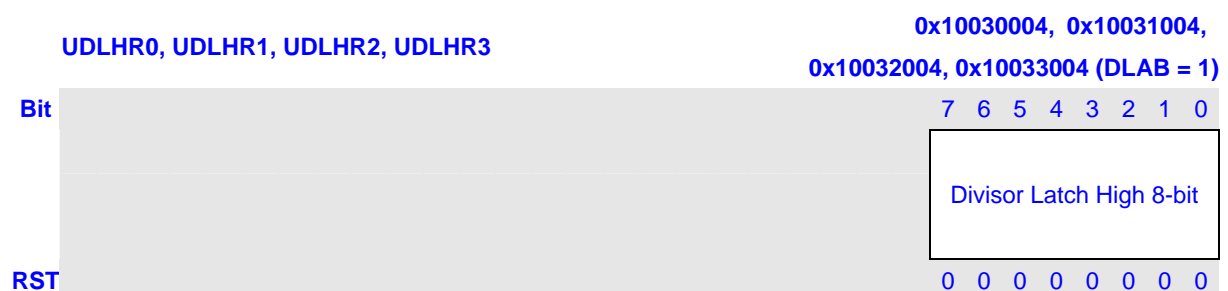 UDLHR0, UDLHR1, UDLHR2, UDLHR3
0x10030004, 0x10031004,
0x10032004, 0x10033004 (DLAB = 1)
Bit 7 6 5 4 3 2 1 0
Divisor Latch High 8-bit
RST 0 0 0 0 0 0 0 0